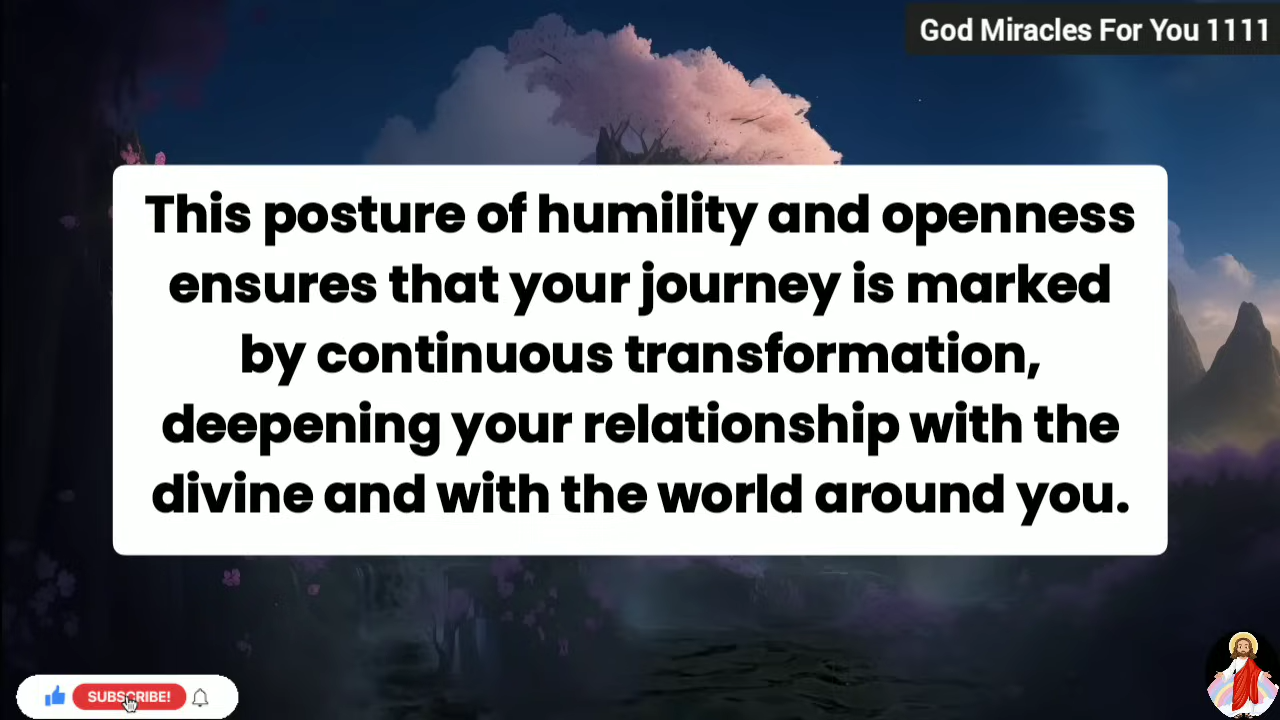 God Miracles For You 1111
This posture of humility and openness
ensures that your journey is marked
by continuous transformation,
deepening your relationship with the
divine and with the world around you.
SUBSCRIBE!